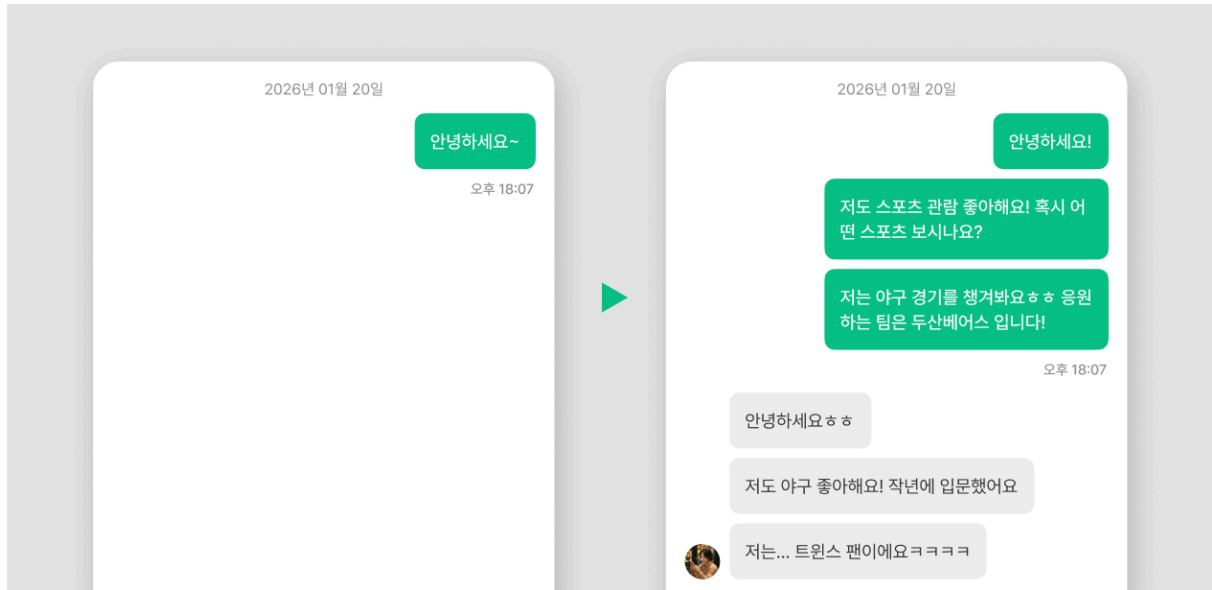 2026년 01월 20일
안녕하세요~
오후 18:07
2026년 01월 20일
안녕하세요!
저도 스포츠 관람 좋아해요! 혹시 어
떤 스포츠 보시나요?
저는 야구 경기를 챙겨봐요ㅎㅎ 응원
하는 팀은 두산베어스 입니다!
오후 18:07
안녕하세요ㅎㅎ
저도 야구 좋아해요! 작년에 입문했어요
저는... 트윈스 팬이에요ㅋㅋㅋㅋ